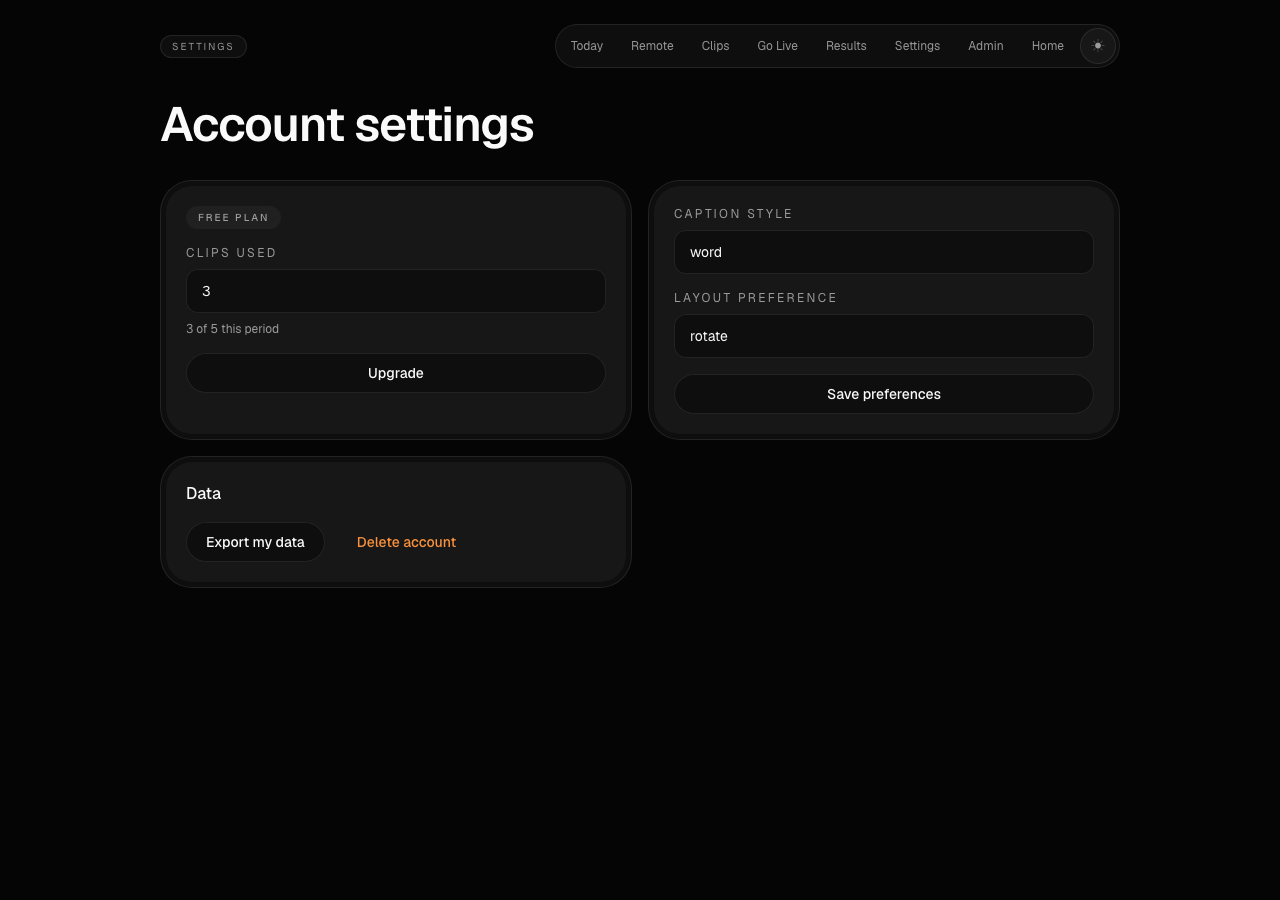 SETTINGS
Today Remote Clips Go Live Results Settings Admin Home
Account settings
FREE PLAN
CLIPS USED
3
3 of 5 this period
Upgrade
CAPTION STYLE
word
LAYOUT PREFERENCE
rotate
Save preferences
Data
Export my data Delete account